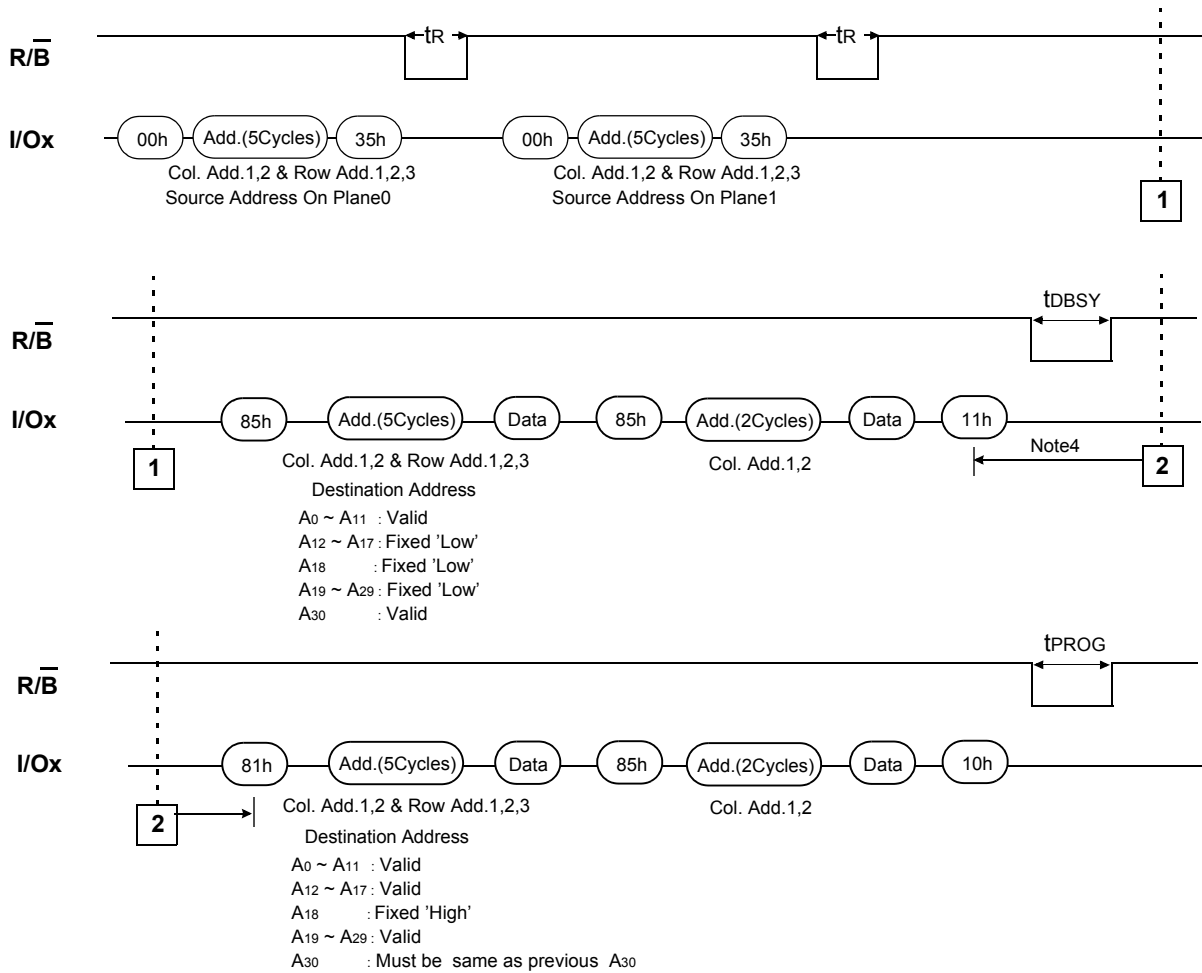 tR tR
R/B̅
I/Ox 00h Add.(5Cycles) 35h 00h Add.(5Cycles) 35h
Col. Add.1,2 & Row Add.1,2,3 Col. Add.1,2 & Row Add.1,2,3
Source Address On Plane0 Source Address On Plane1
1
tDBSY
R/B̅
I/Ox 85h Add.(5Cycles) Data 85h Add.(2Cycles) Data 11h
1 Col. Add.1,2 & Row Add.1,2,3 Col. Add.1,2 Note4 2
Destination Address
A0 ~ A11 : Valid
A12 ~ A17 : Fixed 'Low'
A18 : Fixed 'Low'
A19 ~ A29 : Fixed 'Low'
A30 : Valid
tPROG
R/B̅
I/Ox 81h Add.(5Cycles) Data 85h Add.(2Cycles) Data 10h
2 Col. Add.1,2 & Row Add.1,2,3 Col. Add.1,2
Destination Address
A0 ~ A11 : Valid
A12 ~ A17 : Valid
A18 : Fixed 'High'
A19 ~ A29 : Valid
A30 : Must be same as previous A30